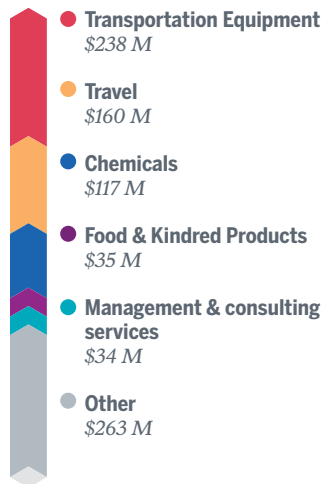 Transportation Equipment
$238 M
Travel
$160 M
Chemicals
$117 M
Food & Kindred Products
$35 M
Management & consulting
services
$34 M
Other
$263 M